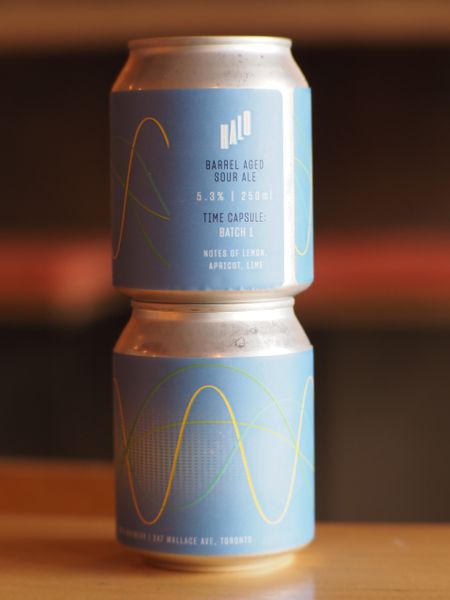 HALO
BARREL AGED
SOUR ALE
5.3% | 250ml
TIME CAPSULE:
BATCH 1
NOTES OF LEMON,
APRICOT, LIME
| 247 WALLACE AVE, TORONTO